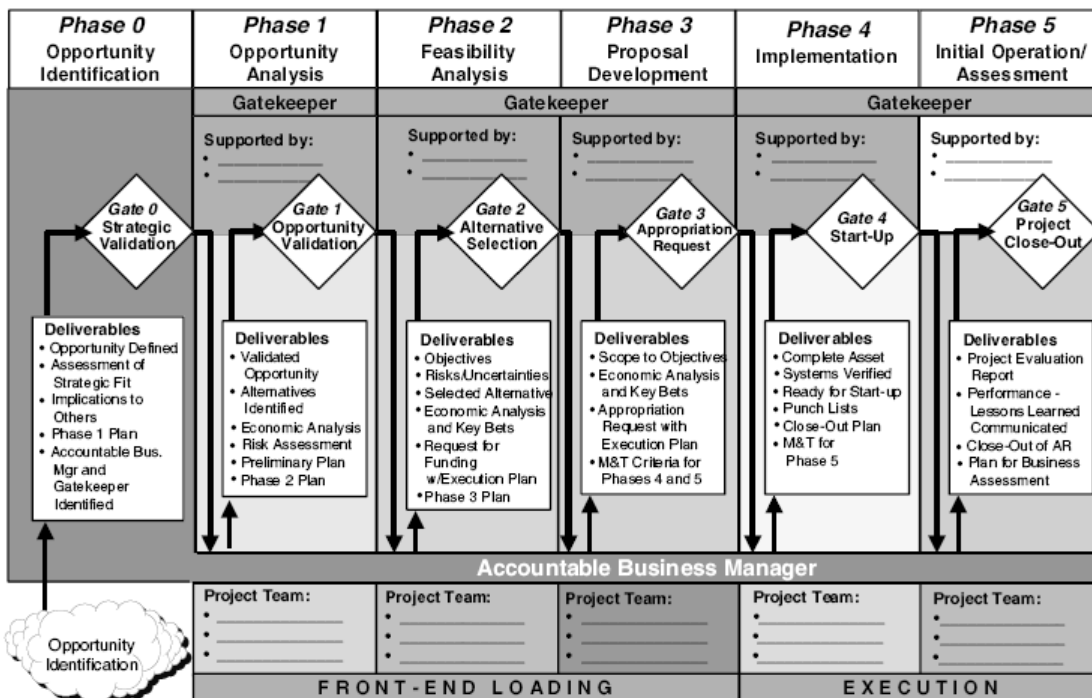 Phase 0
Opportunity
Identification
Phase 1
Opportunity
Analysis
Phase 2
Feasibility
Analysis
Phase 3
Proposal
Development
Phase 4
Implementation
Phase 5
Initial Operation/
Assessment
Gatekeeper
Gatekeeper
Gatekeeper
Supported by:
Supported by:
Supported by:
Supported by:
Supported by:
Gate 0
Strategic
Validation
Gate 1
Opportunity
Validation
Gate 2
Alternative
Selection
Gate 3
Appropriation
Request
Gate 4
Start-Up
Gate 5
Project
Close-Out
Deliverables
• Opportunity Defined
• Assessment of
Strategic Fit
• Implications to
Others
• Phase 1 Plan
• Accountable Bus.
Mgr and
Gatekeeper
Identified
Deliverables
• Validated
Opportunity
• Alternatives
Identified
• Economic Analysis
• Risk Assessment
• Preliminary Plan
• Phase 2 Plan
Deliverables
• Objectives
• Risks/Uncertainties
• Selected Alternative
• Economic Analysis
and Key Bets
• Request for
Funding
w/Execution Plan
• Phase 3 Plan
Deliverables
• Scope to Objectives
• Economic Analysis
and Key Bets
• Appropriation
Request with
Execution Plan
• M&T Criteria for
Phases 4 and 5
Deliverables
• Complete Asset
• Systems Verified
• Ready for Start-up
• Punch Lists
• Close-Out Plan
• M&T for
Phase 5
Deliverables
• Project Evaluation
Report
• Performance -
Lessons Learned
Communicated
• Close-Out of AR
• Plan for Business
Assessment
Accountable Business Manager
Opportunity
Identification
Project Team:
Project Team:
Project Team:
Project Team:
Project Team:
FRONT-END LOADING
EXECUTION